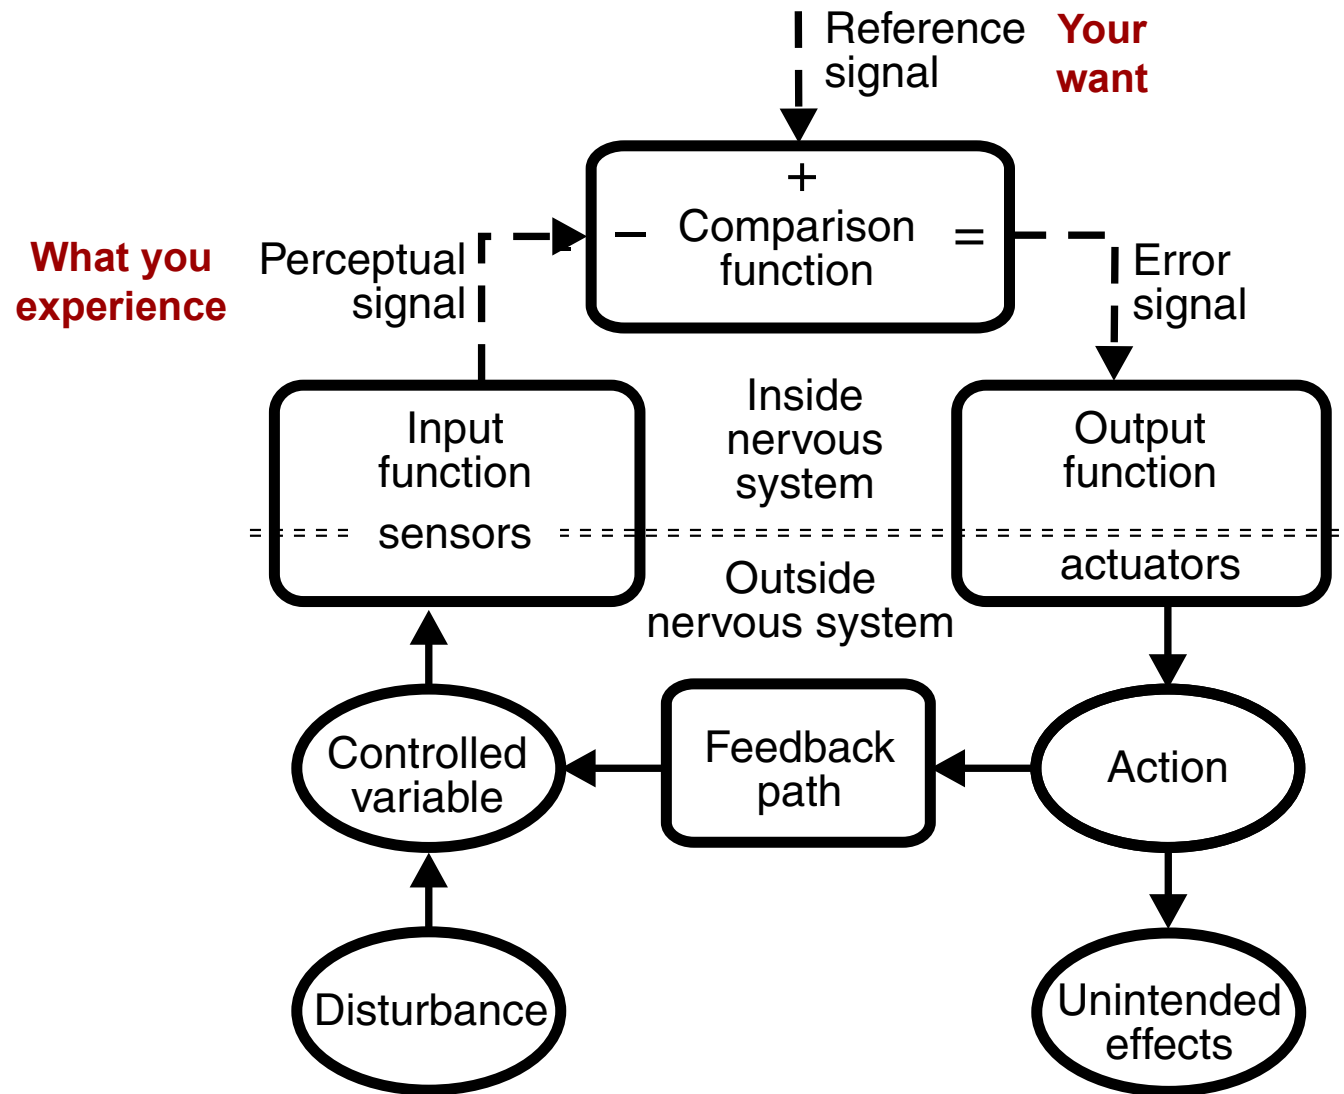 Reference
signal
Your
want
+
− Comparison =
function
What you
experience
Perceptual
signal
Error
signal
Input
function
sensors
Inside
nervous
system
Output
function
actuators
Outside
nervous system
Controlled
variable
Feedback
path
Action
Disturbance
Unintended
effects